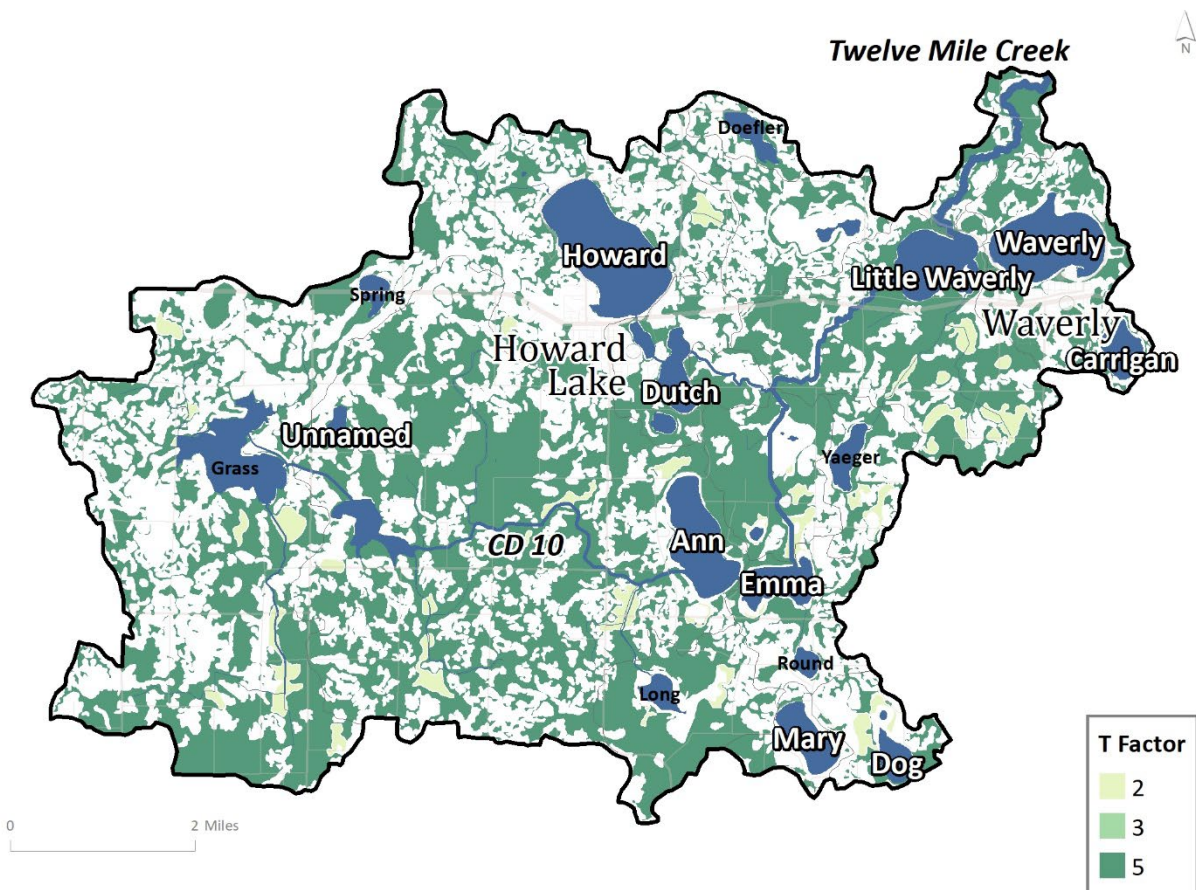 Twelve Mile Creek
N
Doefler
Howard
Waverly
Little Waverly
Spring
Waverly
Howard
Lake
Carrigan
Dutch
Unnamed
Grass
Yaeger
Ann
CD 10
Emma
Round
Long
Mary
Dog
T Factor
2
3
5
0 2 Miles